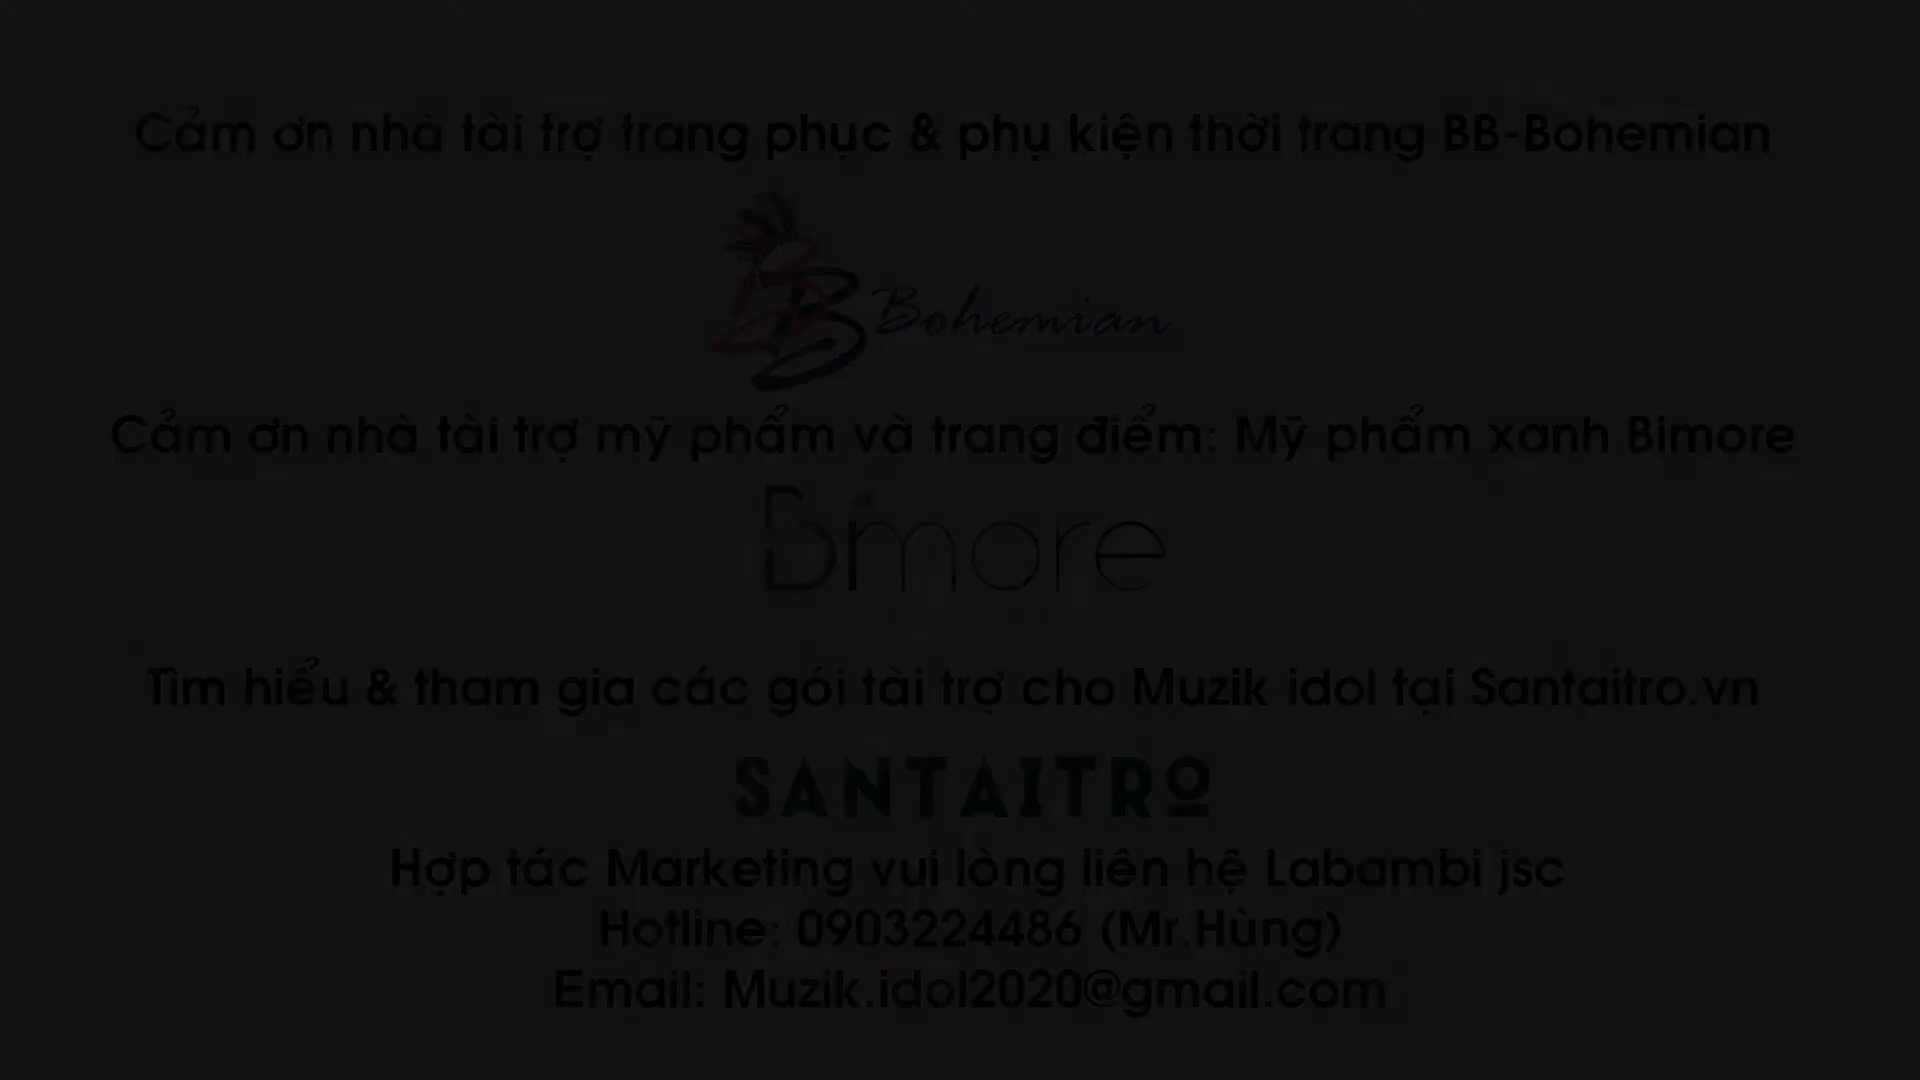 Cảm ơn nhà tài trợ trang phục & phụ kiện thời trang BB-Bohemian
BB Bohemian
Cảm ơn nhà tài trợ mỹ phẩm và trang điểm: Mỹ phẩm xanh Bimore
Bimore
Tìm hiểu & tham gia các gói tài trợ cho Muzik idol tại Santaitro.vn
SANTAITRO
Hợp tác Marketing vui lòng liên hệ Labambi jsc
Hotline: 0903224486 (Mr.Hùng)
Email: Muzik.idol2020@gmail.com